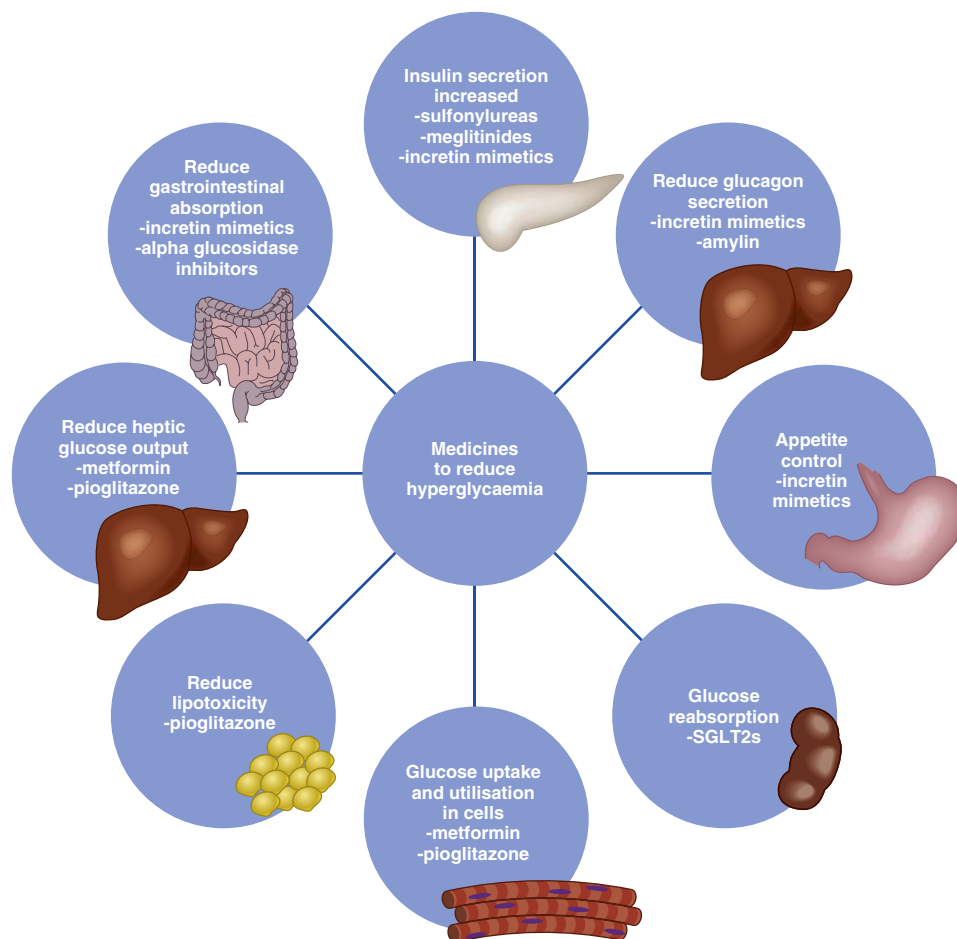 Insulin secretion
increased
-sulfonylureas
-meglitinides
-incretin mimetics
Reduce glucagon
secretion
-incretin mimetics
-amylin
Appetite
control
-incretin
mimetics
Glucose
reabsorption
-SGLT2s
Glucose uptake
and utilisation
in cells
-metformin
-pioglitazone
Reduce
lipotoxicity
-pioglitazone
Reduce heptic
glucose output
-metformin
-pioglitazone
Reduce
gastrointestinal
absorption
-incretin mimetics
-alpha glucosidase
inhibitors
Medicines
to reduce
hyperglycaemia